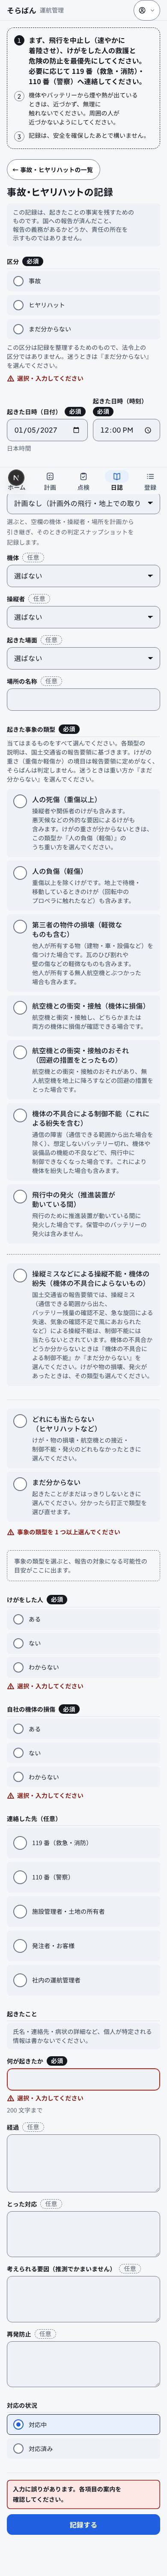 そらぱん 運航管理
1 まず、飛行を中止し（速やかに
着陸させ）、けがをした人の救護と
危険の防止を最優先にしてください。
必要に応じて 119 番（救急・消防）・
110 番（警察）へ連絡してください。
2 機体やバッテリーから煙や熱が出ている
ときは、近づかず、無理に
触れないでください。周囲の人が
近づかないようにしてください。
3 記録は、安全を確保したあとで構いません。
← 事故・ヒヤリハットの一覧
事故・ヒヤリハットの記録
この記録は、起きたことの事実を残すための
ものです。国への報告が済んだこと、
報告の義務があるかどうか、責任の所在を
示すものではありません。
区分 必須
事故
ヒヤリハット
まだ分からない
この区分は記録を整理するためのもので、法令上の
区分ではありません。迷うときは「まだ分からない」
を選んでください。
選択・入力してください
起きた日時（日付） 必須
01/05/2027
起きた日時（時刻）
必須
12:00 PM
日本時間
N
ホーム
計画
点検
日誌
登録
計画なし（計画外の飛行・地上での取り
選ぶと、空欄の機体・操縦者・場所を計画から
引き継ぎ、そのときの判定スナップショットを
記録します。
機体 任意
選ばない
操縦者 任意
選ばない
起きた場面 任意
選ばない
場所の名称 任意
起きた事象の類型 必須
当てはまるものをすべて選んでください。各類型の
説明は、国土交通省の報告要領に基づきます。けがの
重さ（重傷か軽傷か）の境目は報告要領に定めがなく、
そらぱんは判定しません。迷うときは重い方か「まだ
分からない」を選んでください。
人の死傷（重傷以上）
操縦者や関係者のけがも含みます。
悪天候などの外的な要因によるけがも
含みます。けがの重さが分からないときは、
この類型か「人の負傷（軽傷）」の
うち重い方を選んでください。
人の負傷（軽傷）
重傷以上を除くけがです。地上で待機・
移動しているときのけが（回転中の
プロペラに触れたなど）も含みます。
第三者の物件の損壊（軽微な
ものも含む）
他人が所有する物（建物・車・設備など）を
傷つけた場合です。瓦のひび割れや
壁の傷などの軽微なものも含みます。
他人が所有する無人航空機とぶつかった
場合も含みます。
航空機との衝突・接触（機体に損傷）
航空機と衝突・接触し、どちらかまたは
両方の機体に損傷が確認できる場合です。
航空機との衝突・接触のおそれ
（回避の措置をとったもの）
航空機との衝突・接触のおそれがあり、無
人航空機を地上に降ろすなどの回避の措置を
とった場合です。
機体の不具合による制御不能（これに
よる紛失を含む）
通信の障害（通信できる範囲から出た場合を
除く）、想定しないバッテリー切れ、機体や
装備品の機能の不良などで、飛行中に
制御できなくなった場合です。これにより
機体を紛失した場合も含みます。
飛行中の発火（推進装置が
動いている間）
飛行のために推進装置が動いている間に
発火した場合です。保管中のバッテリーの
発火は含みません。
操縦ミスなどによる操縦不能・機体の
紛失（機体の不具合によらないもの）
国土交通省の報告要領では、操縦ミス
（通信できる範囲から出た、
バッテリー残量の確認不足、急な旋回による
失速、気象の確認不足で風にあおられた
など）による操縦不能は、制御不能には
当たらないとされています。機体の不具合か
どうか分からないときは「機体の不具合に
よる制御不能」か「まだ分からない」を
選んでください。けがや物の損壊、発火が
あったときは、その類型も選んでください。
どれにも当たらない
（ヒヤリハットなど）
けが・物の損壊・航空機との接近・
制御不能・発火のどれもなかったときに
選んでください。
まだ分からない
起きたことがまだはっきりしないときに
選んでください。分かったら訂正で類型を
選び直せます。
事象の類型を 1 つ以上選んでください
事象の類型を選ぶと、報告の対象になる可能性の
目安がここに出ます。
けがをした人 必須
ある
ない
わからない
選択・入力してください
自社の機体の損傷 必須
ある
ない
わからない
選択・入力してください
連絡した先（任意）
119 番（救急・消防）
110 番（警察）
施設管理者・土地の所有者
発注者・お客様
社内の運航管理者
起きたこと
氏名・連絡先・病状の詳細など、個人が特定される
情報は書かないでください。
何が起きたか 必須
選択・入力してください
200 文字まで
経過 任意
とった対応 任意
考えられる要因（推測でかまいません） 任意
再発防止 任意
対応の状況
対応中
対応済み
入力に誤りがあります。各項目の案内を
確認してください。
記録する